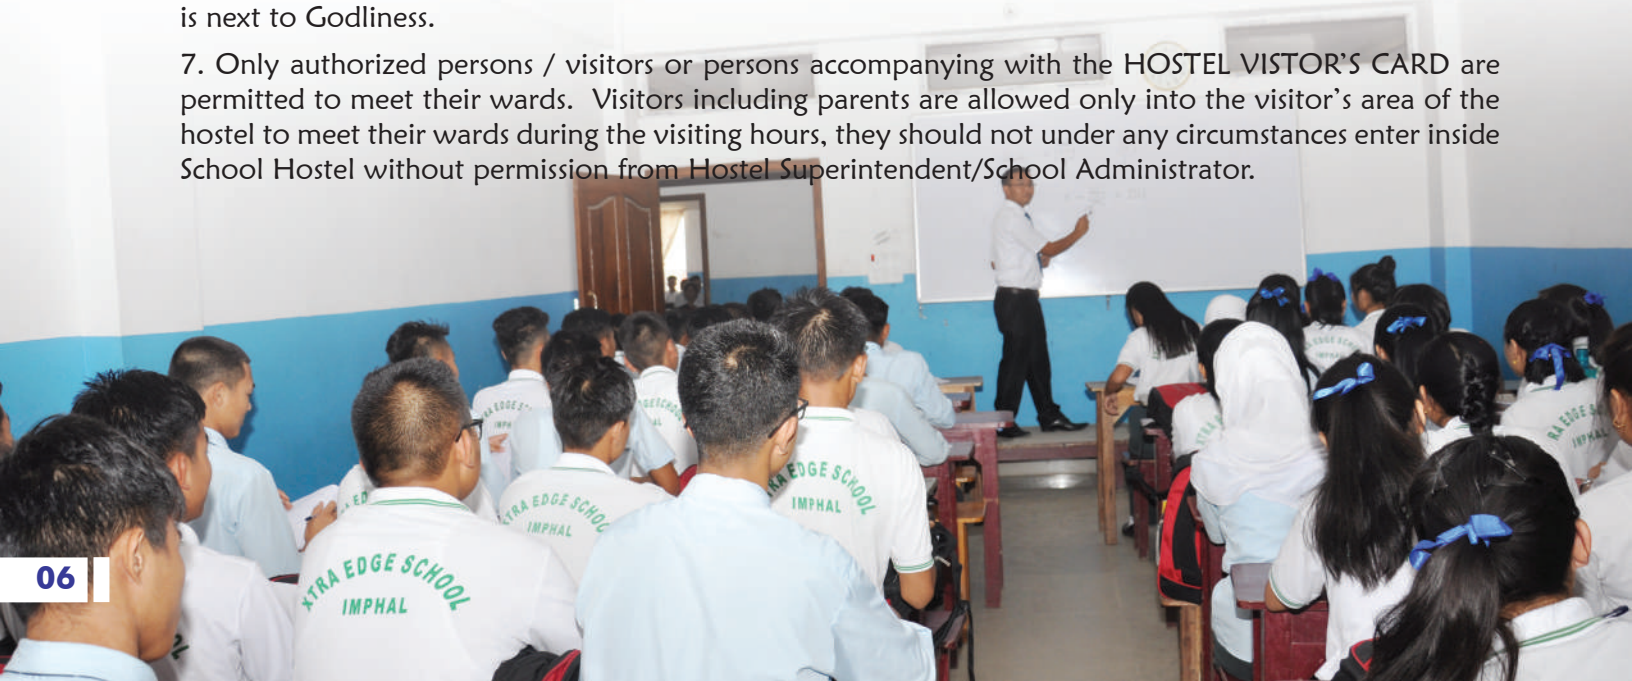 is next to Godliness.
7. Only authorized persons / visitors or persons accompanying with the HOSTEL VISTOR'S CARD are
permitted to meet their wards.  Visitors including parents are allowed only into the visitor's area of the
hostel to meet their wards during the visiting hours, they should not under any circumstances enter inside
School Hostel without permission from Hostel Superintendent/School Administrator.
EDGE SCHOOL
IMPHAL
XTRA EDGE SCHOOL
IMPHAL
XTRA EDGE SCHOOL
IMPHAL
06